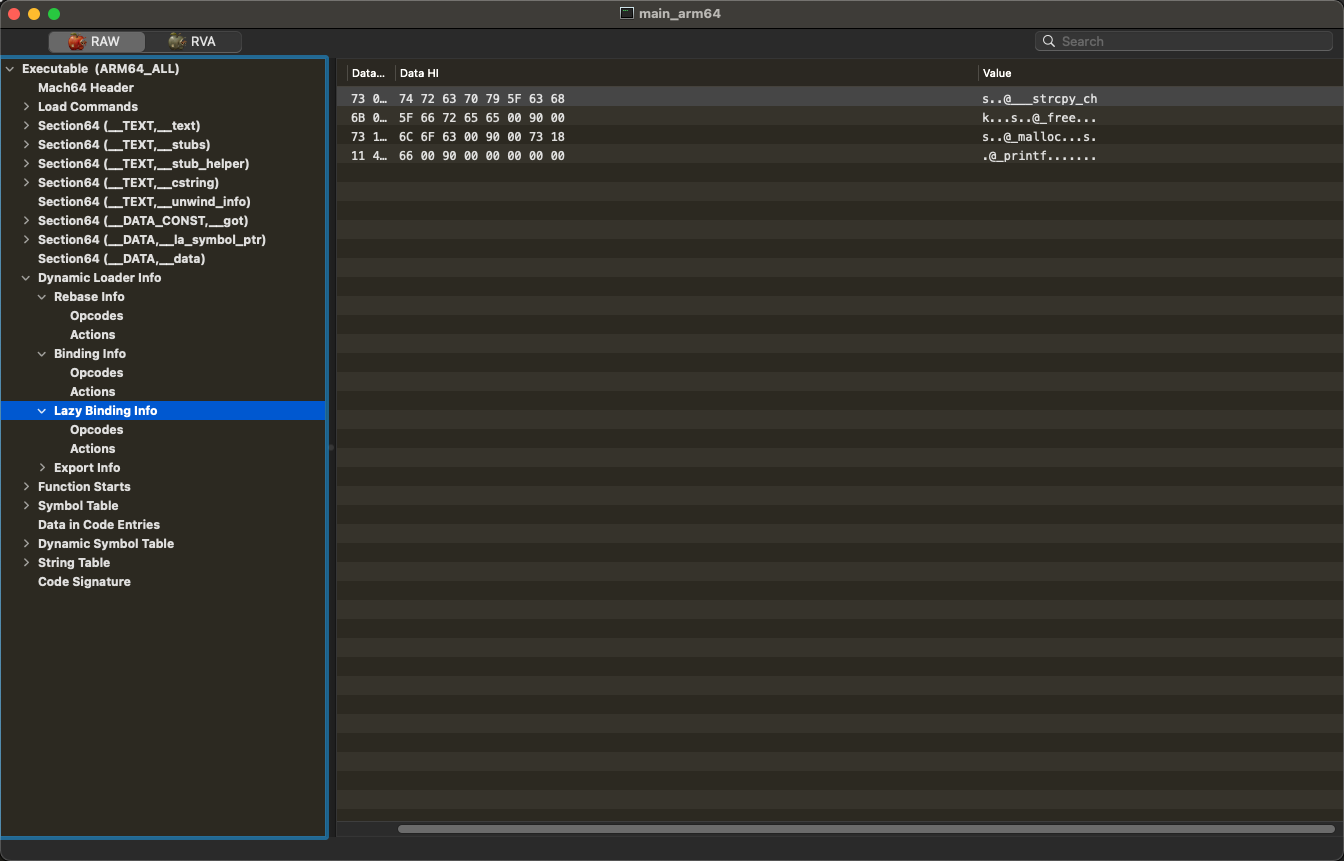 main_arm64
RAW RVA Search
Executable (ARM64_ALL)
Mach64 Header
Load Commands
Section64 (__TEXT,__text)
Section64 (__TEXT,__stubs)
Section64 (__TEXT,__stub_helper)
Section64 (__TEXT,__cstring)
Section64 (__TEXT,__unwind_info)
Section64 (__DATA_CONST,__got)
Section64 (__DATA,__la_symbol_ptr)
Section64 (__DATA,__data)
Dynamic Loader Info
Rebase Info
Opcodes
Actions
Binding Info
Opcodes
Actions
Lazy Binding Info
Opcodes
Actions
Export Info
Function Starts
Symbol Table
Data in Code Entries
Dynamic Symbol Table
String Table
Code Signature
Data... Data HI Value
73 0... 74 72 63 70 79 5F 63 68 s..@___strcpy_ch
6B 0... 5F 66 72 65 65 00 90 00 k...s..@_free...
73 1... 6C 6F 63 00 90 00 73 18 s..@_malloc...s.
11 4... 66 00 90 00 00 00 00 00 .@_printf.......